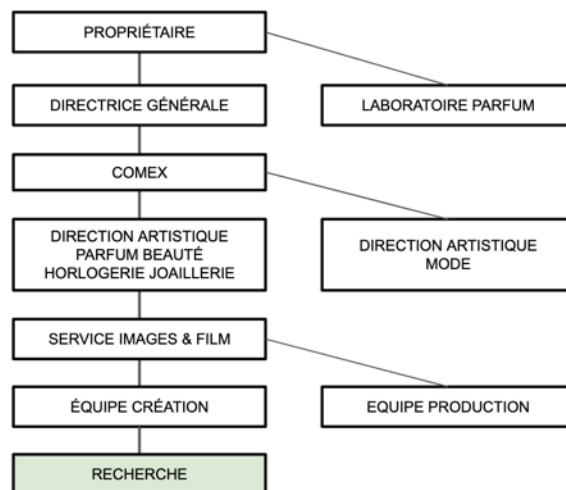 PROPRIÉTAIRE
DIRECTRICE GÉNÉRALE
LABORATOIRE PARFUM
COMEX
DIRECTION ARTISTIQUE
PARFUM BEAUTÉ
HORLOGERIE JOAILLERIE
DIRECTION ARTISTIQUE
MODE
SERVICE IMAGES & FILM
ÉQUIPE CRÉATION
EQUIPE PRODUCTION
RECHERCHE